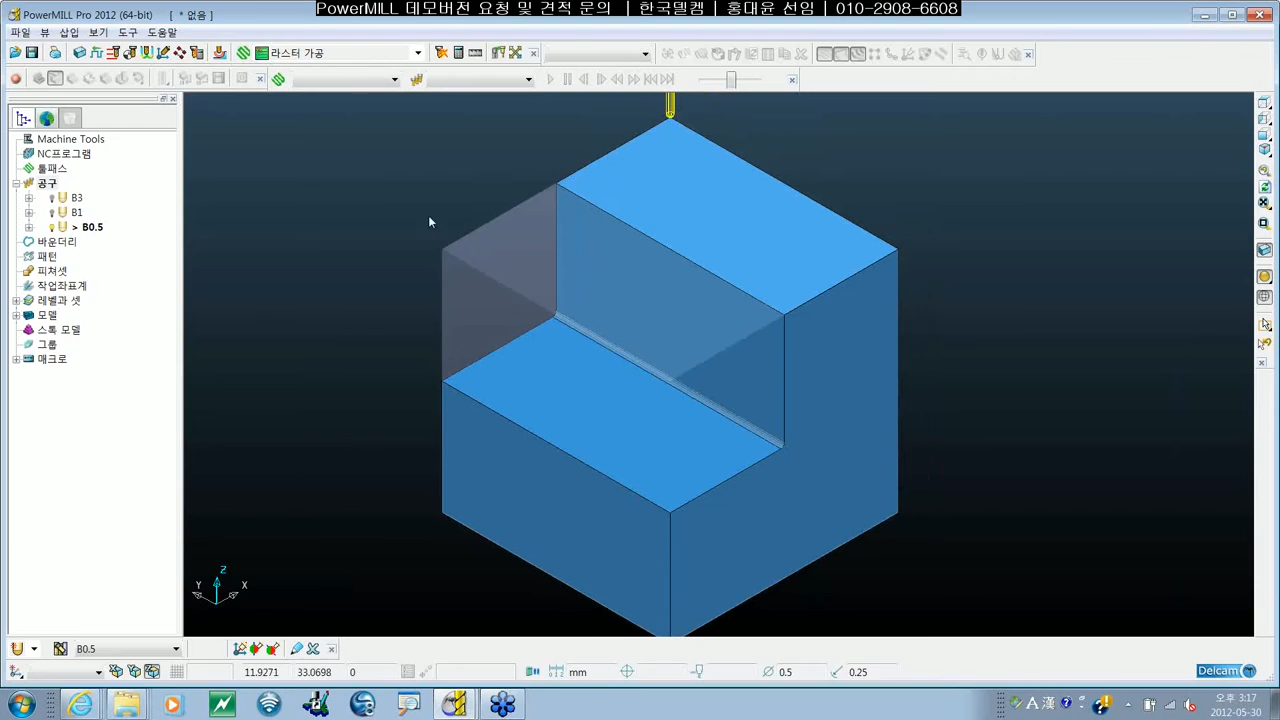 PowerMILL 데모버전 요청 및 견적 문의 | 한국델켐 | 홍대윤 선임 | 010-2908-6608
PowerMILL Pro 2012 (64-bit) [ * 없음 ]
파일 뷰 삽입 보기 도구 도움말
라스터 가공
Machine Tools
NC프로그램
툴패스
공구
B3
B1
> B0.5
바운더리
패턴
피쳐셋
작업좌표계
레벨과 셋
모델
스톡 모델
그룹
매크로
Z
Y X
B0.5
11.9271 33.0698 0 mm 0.5 0.25
Delcam
A 漢
오후 3:17
2012-05-30